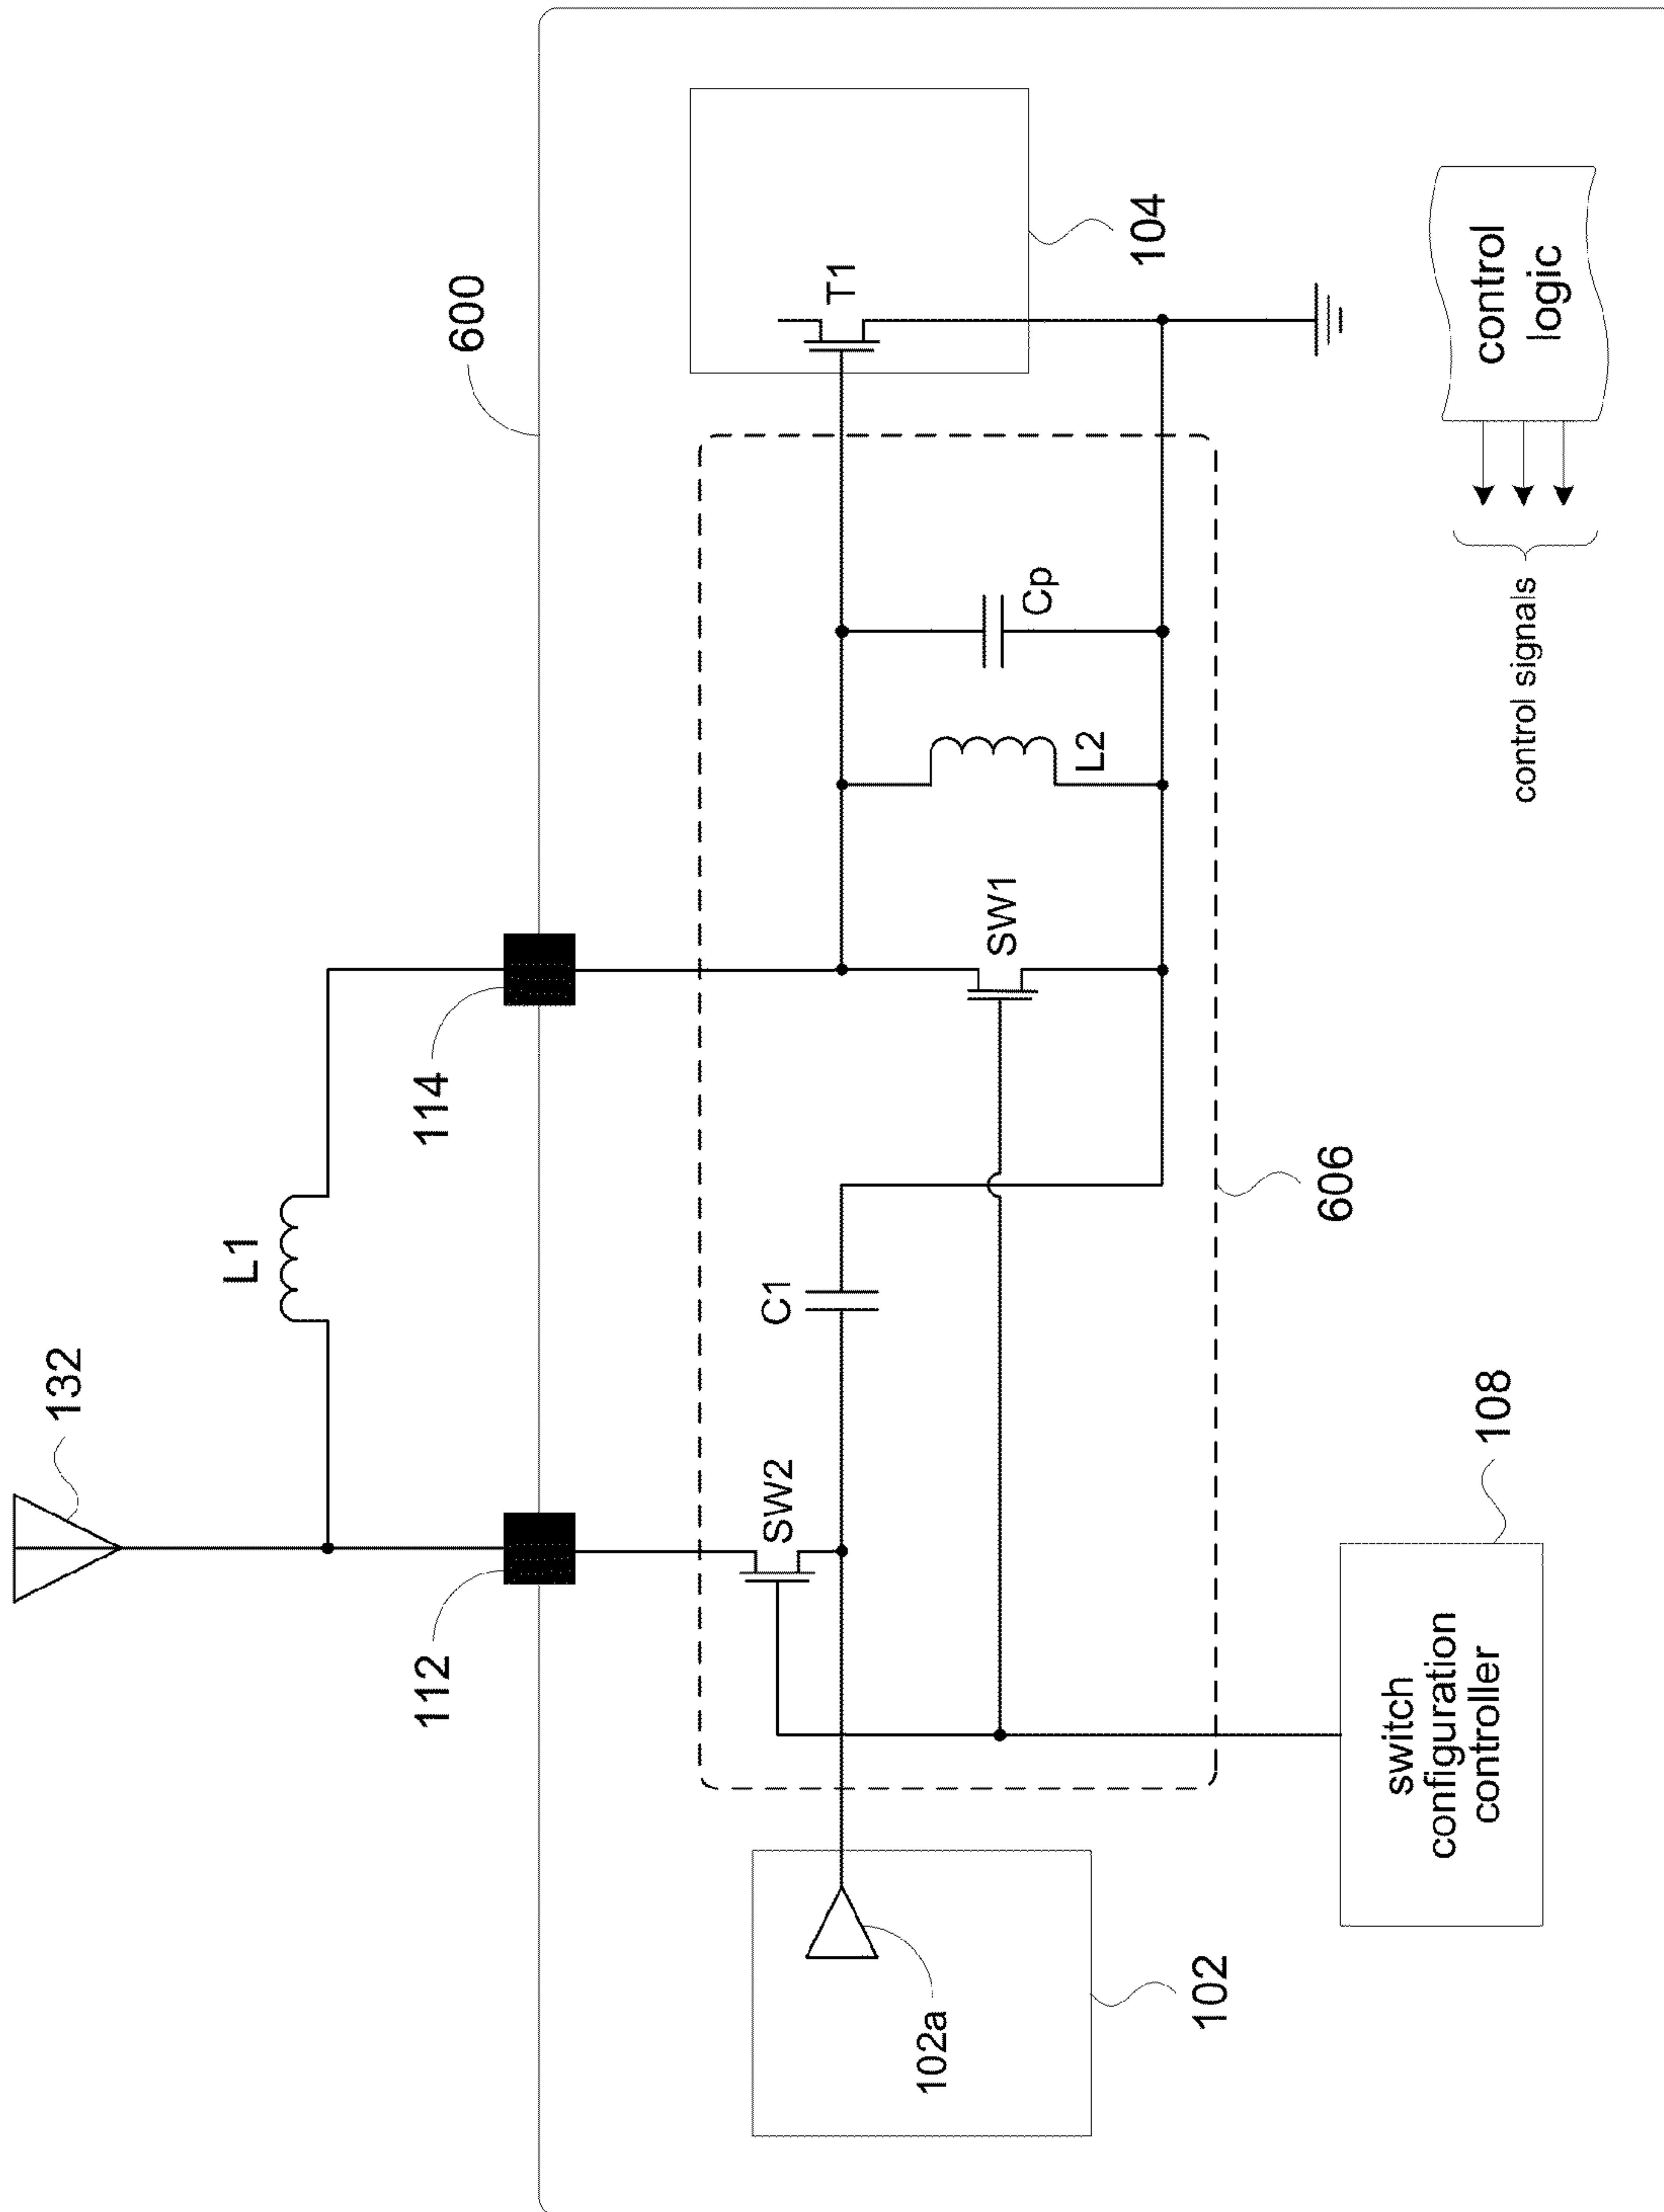 132
L1
600
112
114
SW2
C1
SW1
L2
Cp
T1
104
102a
102
606
switch
configuration
controller
108
control signals
control
logic